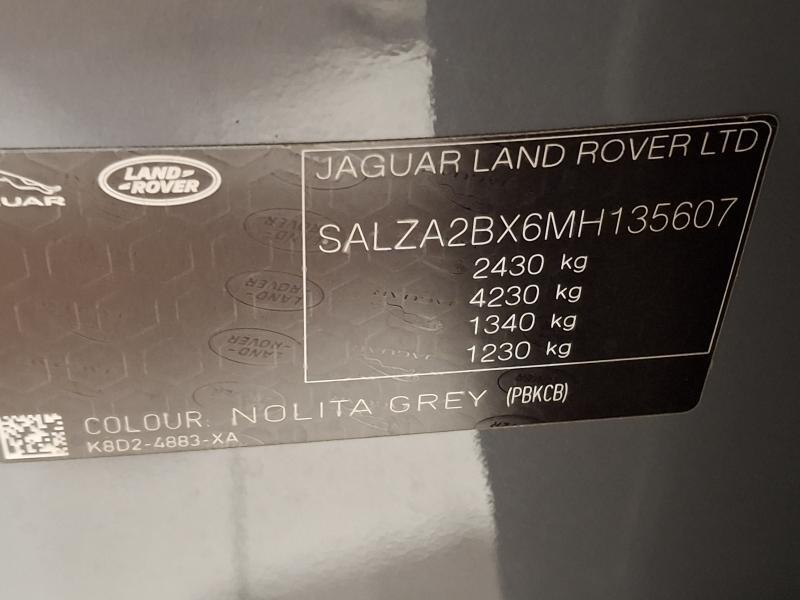 JAGUAR LAND ROVER LTD
LAND-
-ROVER
SALZA2BX6MH135607
2430 kg
4230 kg
1340 kg
1230 kg
COLOUR: NOLITA GREY (PBKCB)
K8D2-4883-XA